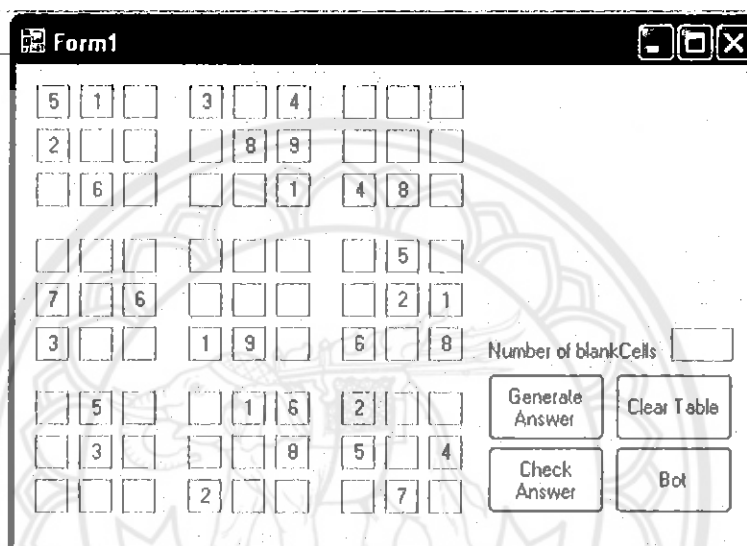 Form1
5 1 3 4
2 8 9
6 1 4 8
5
7 6 2 1
3 1 9 6 8
Number of blankCells
5 1 6 2
3 8 5 4
2 7
Generate Answer
Clear Table
Check Answer
Bot